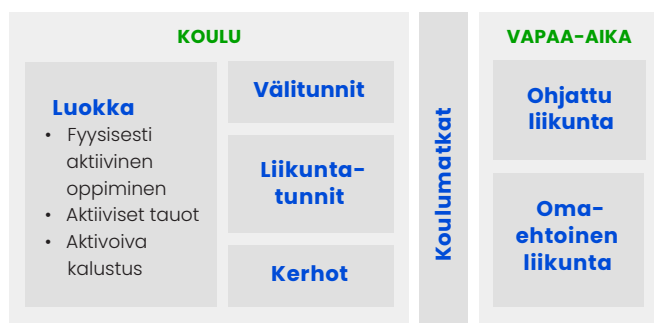 KOULU
Luokka
• Fyysisesti
aktiivinen
oppiminen
• Aktiiviset tauot
• Aktivoiva
kalustus
Välitunnit
Liikunta-
tunnit
Kerhot
Koulumatkat
VAPAA-AIKA
Ohjattu
liikunta
Oma-
ehtoinen
liikunta